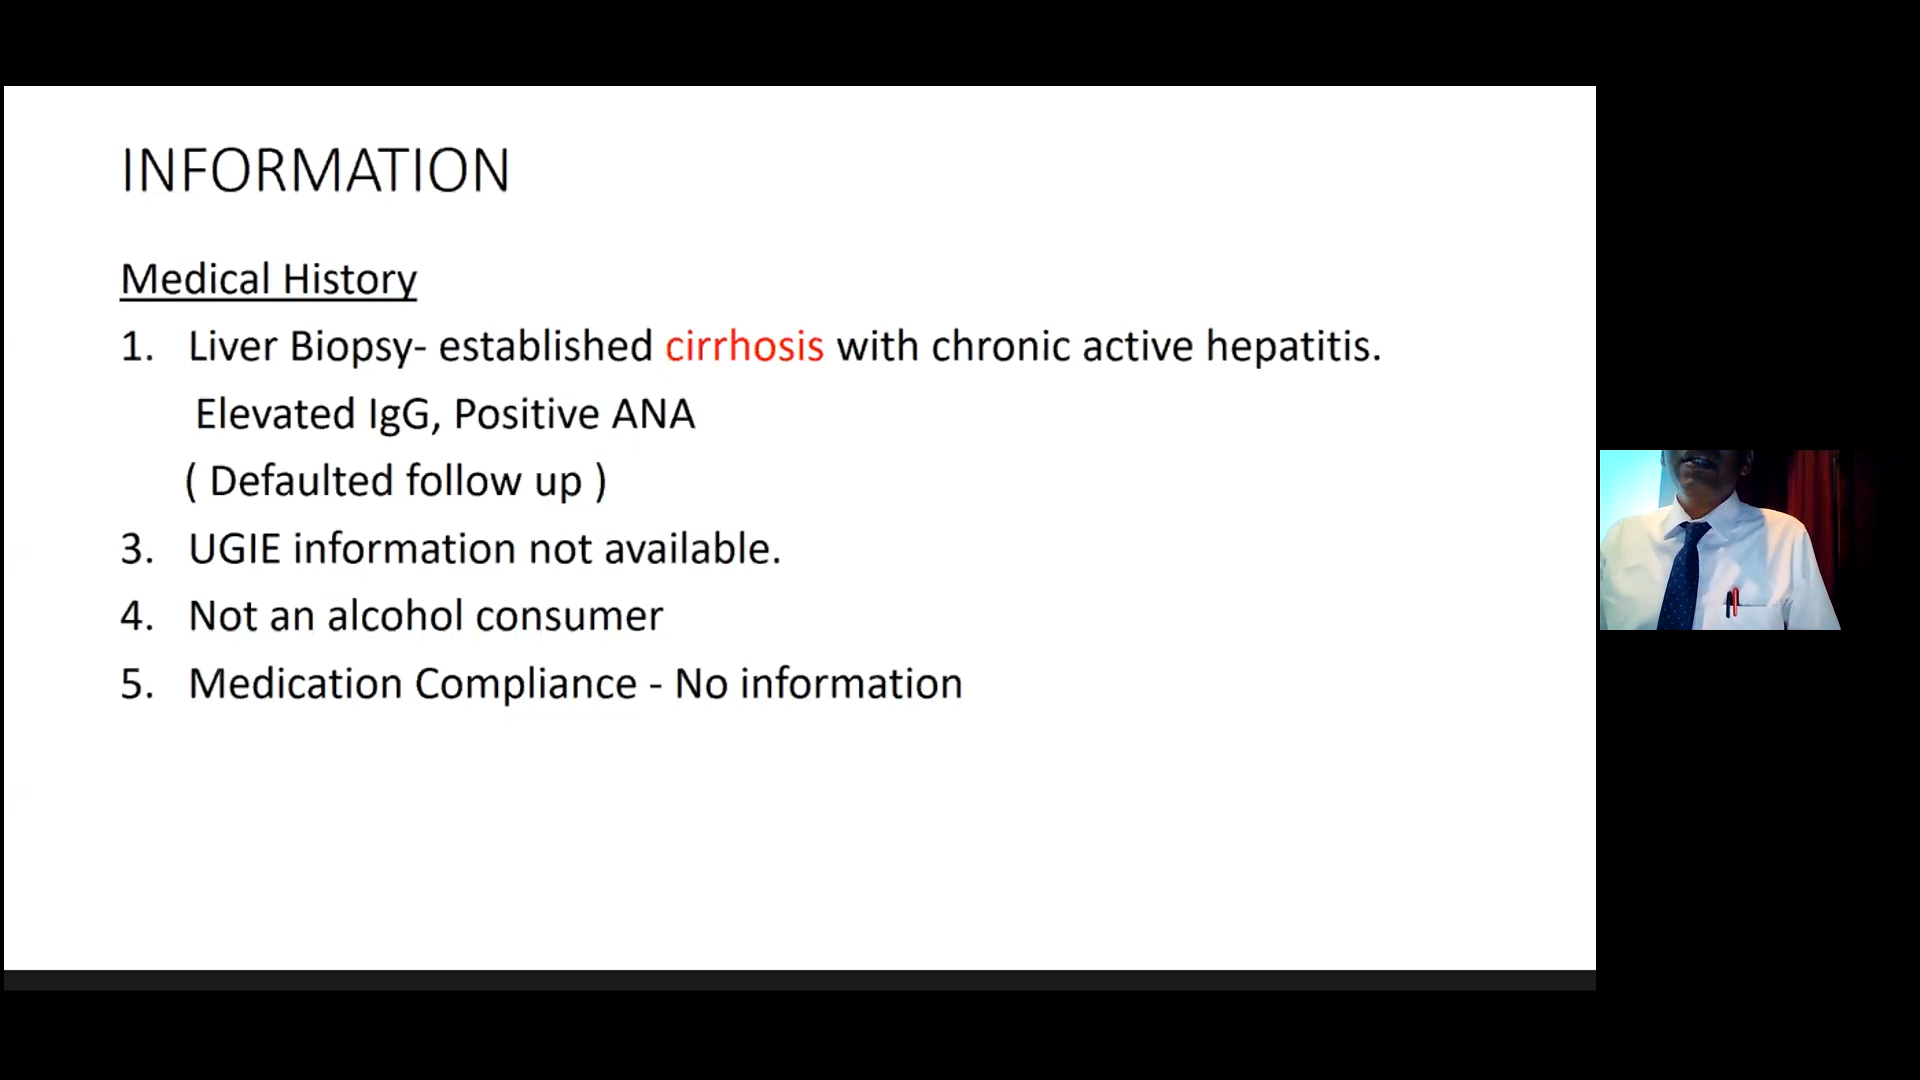 INFORMATION
Medical History
1. Liver Biopsy- established cirrhosis with chronic active hepatitis.
Elevated IgG, Positive ANA
( Defaulted follow up )
3. UGIE information not available.
4. Not an alcohol consumer
5. Medication Compliance - No information